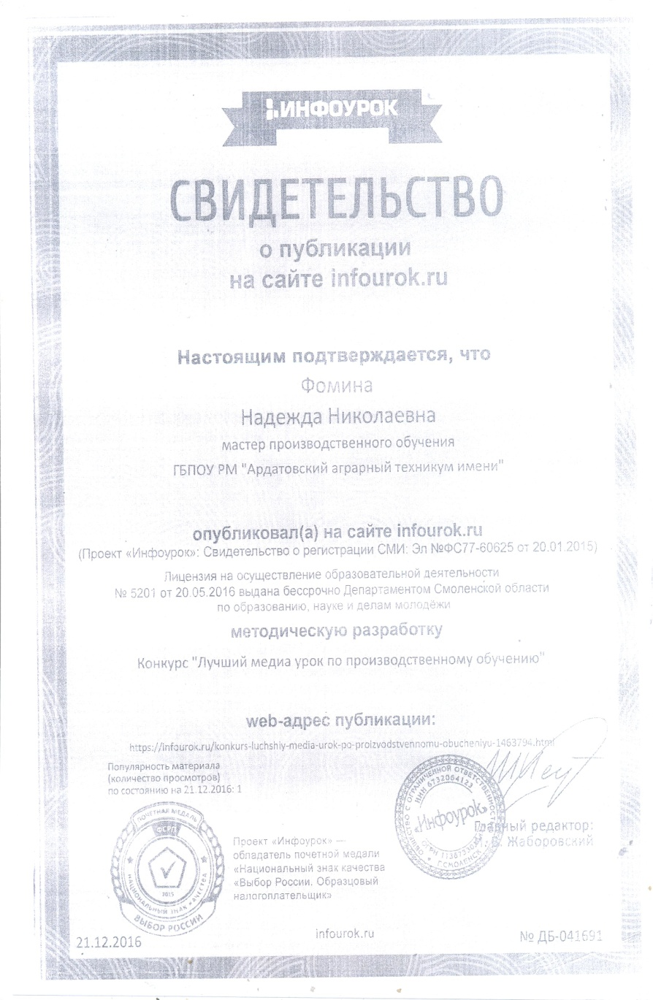 ИНФОУРОК
СВИДЕТЕЛЬСТВО
о публикации
на сайте infourok.ru
Настоящим подтверждается, что
Фомина
Надежда Николаевна
мастер производственного обучения
ГБПОУ РМ "Ардатовский аграрный техникум имени"
опубликовал(а) на сайте infourok.ru
(Проект «Инфоурок»: Свидетельство о регистрации СМИ: Эл №ФС77-60625 от 20.01.2015)
Лицензия на осуществление образовательной деятельности
№ 5201 от 20.05.2016 выдана бессрочно Департаментом Смоленской области
по образованию, науке и делам молодёжи
методическую разработку
Конкурс "Лучший медиа урок по производственному обучению"
web-адрес публикации:
https://infourok.ru/konkurs-luchshiy-media-urok-po-proizvodstvennomu-obucheniyu-1463794.html
Популярность материала
(количество просмотров)
по состоянию на 21.12.2016: 1
ПОЧЕТНАЯ МЕДАЛЬ
2015
НАЦИОНАЛЬНЫЙ ЗНАК КАЧЕСТВА
ВЫБОР РОССИИ
Проект «Инфоурок» —
обладатель почетной медали
«Национальный знак качества
«Выбор России. Образцовый
налогоплательщик»
С ОГРАНИЧЕННОЙ ОТВЕТСТВЕННОСТЬЮ
ИНН 6732064123
«Инфоурок»
Г.СМОЛЕНСК
Главный редактор:
И. В. Жаборовский
21.12.2016
infourok.ru
№ ДБ-041691